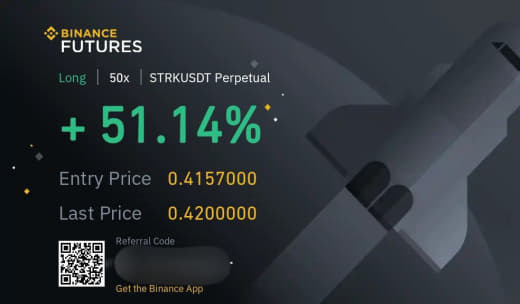 BINANCE
FUTURES
Long | 50x | STRKUSDT Perpetual
+ 51.14%
Entry Price 0.4157000
Last Price 0.4200000
Referral Code
Get the Binance App